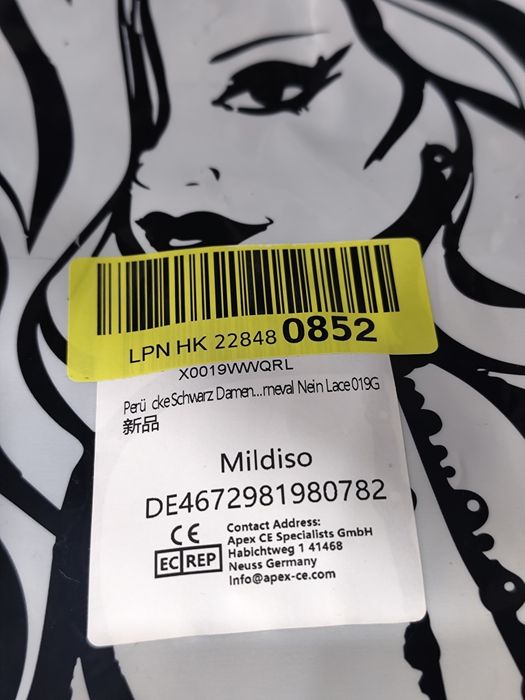 LPN HK 22848 0852
X0019WWQRL
Perü cke Schwarz Damen...rneval Nein Lace 019G
新品
Mildiso
DE4672981980782
CE
EC REP
Contact Address:
Apex CE Specialists GmbH
Habichtweg 1 41468
Neuss Germany
Info@apex-ce.com